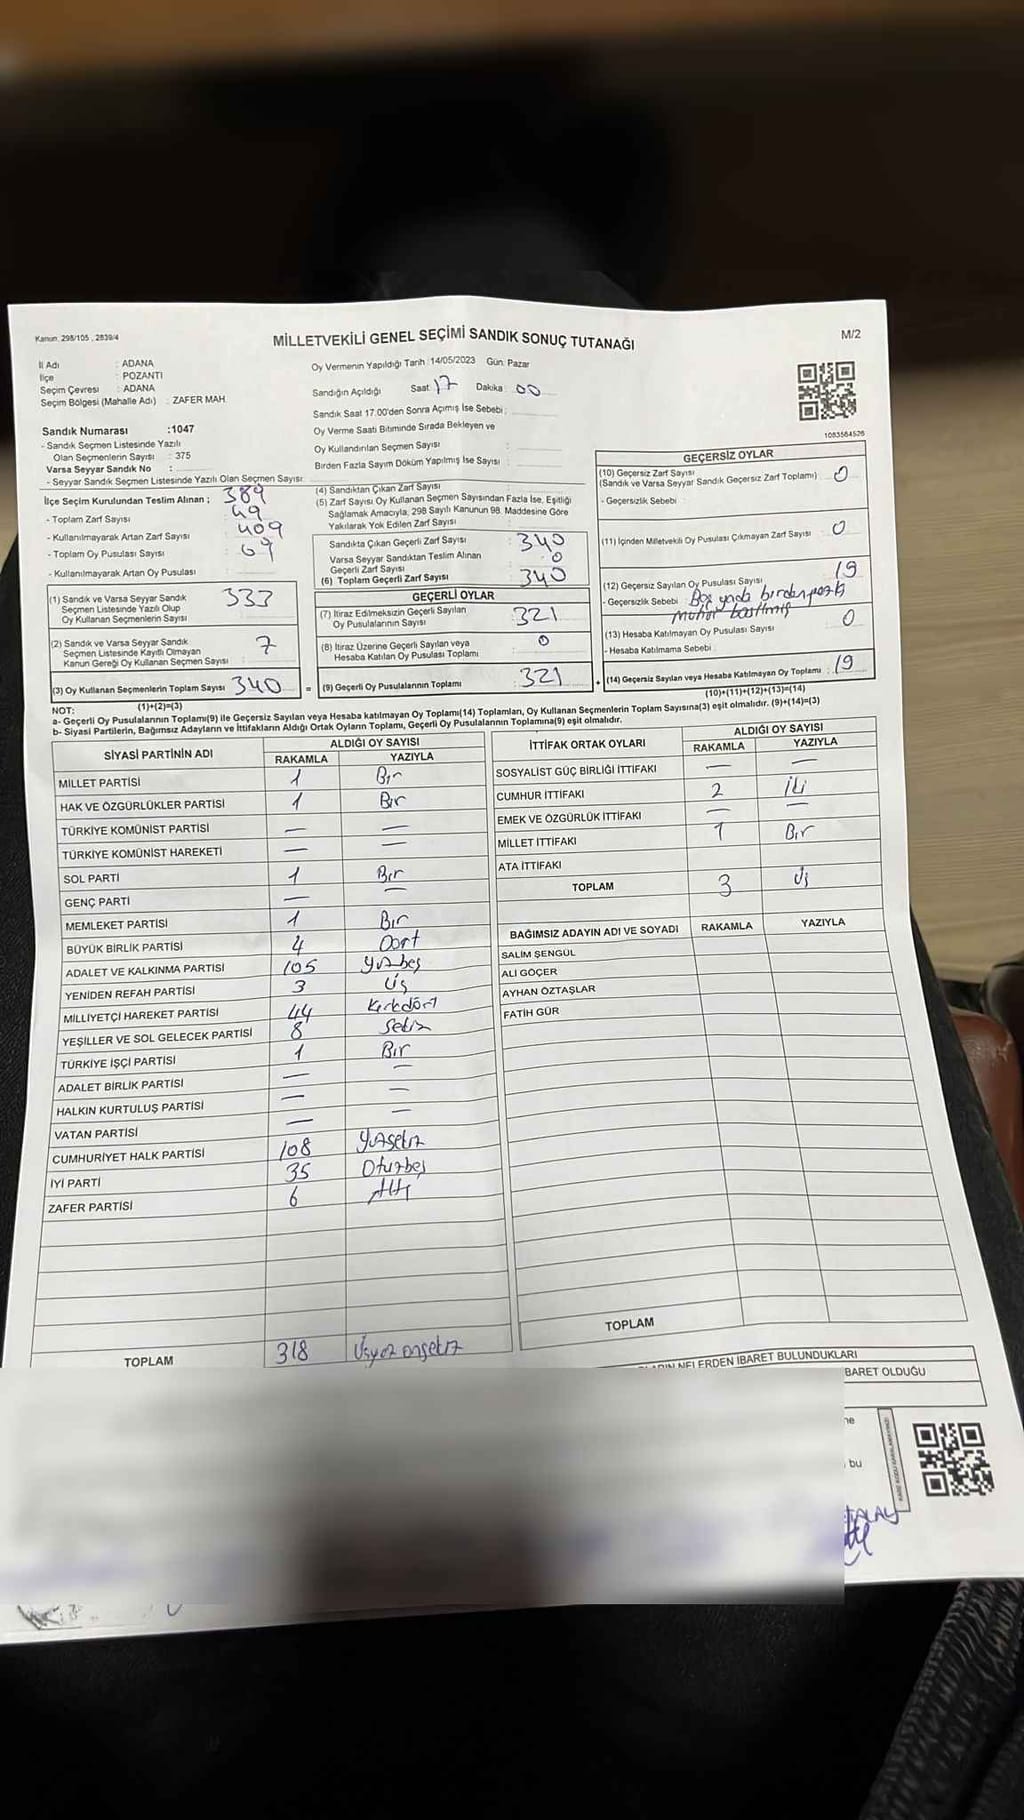 Kanun. 298/105 , 2839/4
MİLLETVEKİLİ GENEL SEÇİMİ SANDIK SONUÇ TUTANAĞI
M/2
İl Adı : ADANA
İlçe : POZANTI
Seçim Çevresi : ADANA
Seçim Bölgesi (Mahalle Adı) : ZAFER MAH.
Oy Vermenin Yapıldığı Tarih : 14/05/2023 Gün: Pazar
Sandığın Açıldığı Saat: 17 Dakika : 00
Sandık Saat 17.00'den Sonra Açımış İse Sebebi :
Oy Verme Saati Bitiminde Sırada Bekleyen ve
Oy Kullandırılan Seçmen Sayısı :
Birden Fazla Sayım Döküm Yapılmış İse Sayısı :
1083564526
Sandık Numarası :1047
- Sandık Seçmen Listesinde Yazılı
Olan Seçmenlerin Sayısı : 375
Varsa Seyyar Sandık No :
- Seyyar Sandık Seçmen Listesinde Yazılı Olan Seçmen Sayısı:
İlçe Seçim Kurulundan Teslim Alınan ;
- Toplam Zarf Sayısı : 389
- Kullanılmayarak Artan Zarf Sayısı : 49
- Toplam Oy Pusulası Sayısı : 409
- Kullanılmayarak Artan Oy Pusulası : 69
(4) Sandıktan Çıkan Zarf Sayısı :
(5) Zarf Sayısı Oy Kullanan Seçmen Sayısından Fazla İse, Eşitliği
Sağlamak Amacıyla, 298 Sayılı Kanunun 98. Maddesine Göre
Yakılarak Yok Edilen Zarf Sayısı :
Sandıkta Çıkan Geçerli Zarf Sayısı : 340
Varsa Seyyar Sandıktan Teslim Alınan
Geçerli Zarf Sayısı : 0
(6) Toplam Geçerli Zarf Sayısı : 340
GEÇERSİZ OYLAR
(10) Geçersiz Zarf Sayısı
(Sandık ve Varsa Seyyar Sandık Geçersiz Zarf Toplamı) : 0
- Geçersizlik Sebebi :
(11) İçinden Milletvekili Oy Pusulası Çıkmayan Zarf Sayısı : 0
(12) Geçersiz Sayılan Oy Pusulası Sayısı : 19
- Geçersizlik Sebebi : Boş yada birden fazla
mühür basılmış
(13) Hesaba Katılmayan Oy Pusulası Sayısı : 0
- Hesaba Katılmama Sebebi :
(14) Geçersiz Sayılan veya Hesaba Katılmayan Oy Toplamı : 19
(10)+(11)+(12)+(13)=(14)
(1) Sandık ve Varsa Seyyar Sandık
Seçmen Listesinde Yazılı Olup
Oy Kullanan Seçmenlerin Sayısı : 333
(2) Sandık ve Varsa Seyyar Sandık
Seçmen Listesinde Kayıtlı Olmayan
Kanun Gereği Oy Kullanan Seçmen Sayısı : 7
(3) Oy Kullanan Seçmenlerin Toplam Sayısı : 340
(1)+(2)=(3)
GEÇERLİ OYLAR
(7) İtiraz Edilmeksizin Geçerli Sayılan
Oy Pusulalarının Sayısı : 321
(8) İtiraz Üzerine Geçerli Sayılan veya
Hesaba Katılan Oy Pusulası Toplamı : 0
= (9) Geçerli Oy Pusulalarının Toplamı : 321 +
NOT:
a- Geçerli Oy Pusulalarının Toplamı(9) ile Geçersiz Sayılan veya Hesaba katılmayan Oy Toplamı(14) Toplamları, Oy Kullanan Seçmenlerin Toplam Sayısına(3) eşit olmalıdır. (9)+(14)=(3)
b- Siyasi Partilerin, Bağımsız Adayların ve İttifakların Aldığı Ortak Oyların Toplamı, Geçerli Oy Pusulalarının Toplamına(9) eşit olmalıdır.
SİYASİ PARTİNİN ADI ALDIĞI OY SAYISI
RAKAMLA YAZIYLA
MİLLET PARTİSİ 1 Bir
HAK VE ÖZGÜRLÜKLER PARTİSİ 1 Bir
TÜRKİYE KOMÜNİST PARTİSİ — —
TÜRKİYE KOMÜNİST HAREKETİ — —
SOL PARTİ 1 Bir
GENÇ PARTİ — —
MEMLEKET PARTİSİ 1 Bir
BÜYÜK BİRLİK PARTİSİ 4 Dört
ADALET VE KALKINMA PARTİSİ 105 Yüzbeş
YENİDEN REFAH PARTİSİ 3 Üç
MİLLİYETÇİ HAREKET PARTİSİ 44 Kırkdört
YEŞİLLER VE SOL GELECEK PARTİSİ 8 Sekiz
TÜRKİYE İŞÇİ PARTİSİ 1 Bir
ADALET BİRLİK PARTİSİ — —
HALKIN KURTULUŞ PARTİSİ — —
VATAN PARTİSİ — —
CUMHURİYET HALK PARTİSİ 108 Yüzsekiz
İYİ PARTİ 35 Otuzbeş
ZAFER PARTİSİ 6 Altı
TOPLAM 318 Üçyüz onsekiz
İTTİFAK ORTAK OYLARI ALDIĞI OY SAYISI
RAKAMLA YAZIYLA
SOSYALİST GÜÇ BİRLİĞİ İTTİFAKI — —
CUMHUR İTTİFAKI 2 İki
EMEK VE ÖZGÜRLÜK İTTİFAKI — —
MİLLET İTTİFAKI 1 Bir
ATA İTTİFAKI
TOPLAM 3 Üç
BAĞIMSIZ ADAYIN ADI VE SOYADI RAKAMLA YAZIYLA
SALİM ŞENGÜL
ALİ GÖÇER
AYHAN ÖZTAŞLAR
FATİH GÜR
TOPLAM
NELERDEN İBARET BULUNDUKLARI
BARET OLDUĞU
ne
bu